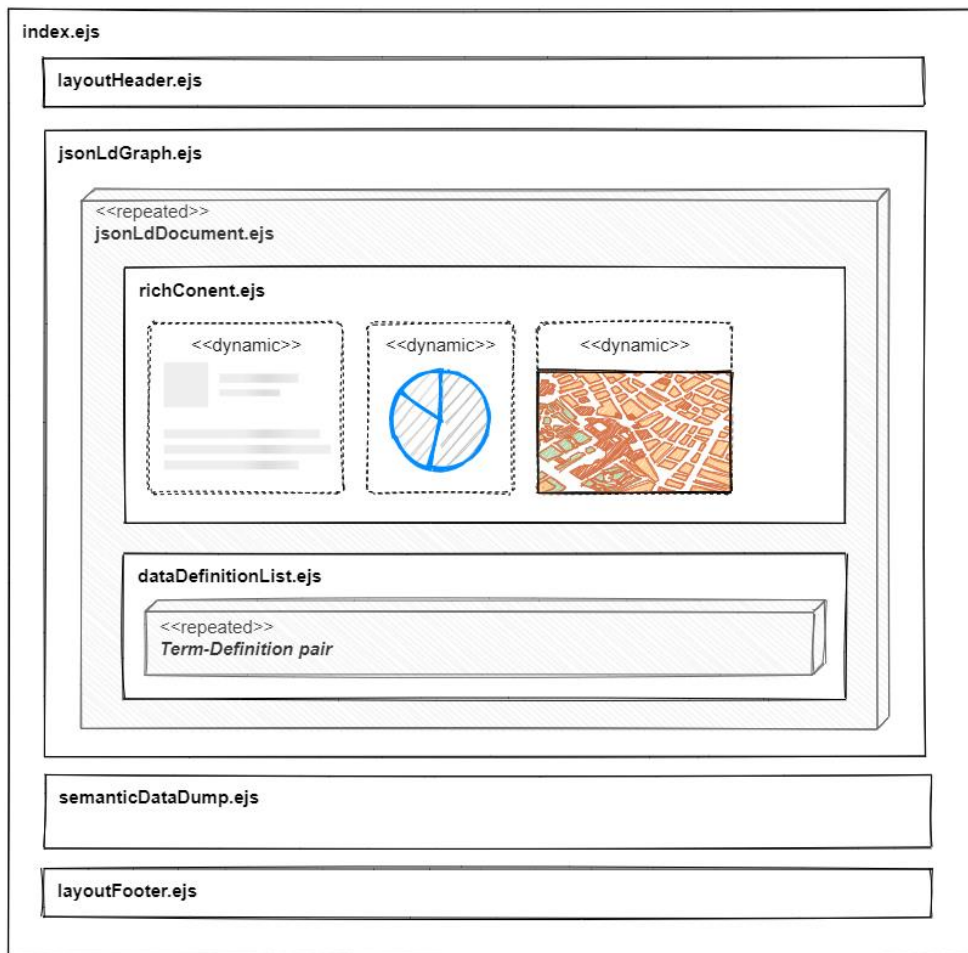 index.ejs
layoutHeader.ejs
jsonLdGraph.ejs
<<repeated>>
jsonLdDocument.ejs
richConent.ejs
<<dynamic>> <<dynamic>> <<dynamic>>
dataDefinitionList.ejs
<<repeated>>
Term-Definition pair
semanticDataDump.ejs
layoutFooter.ejs